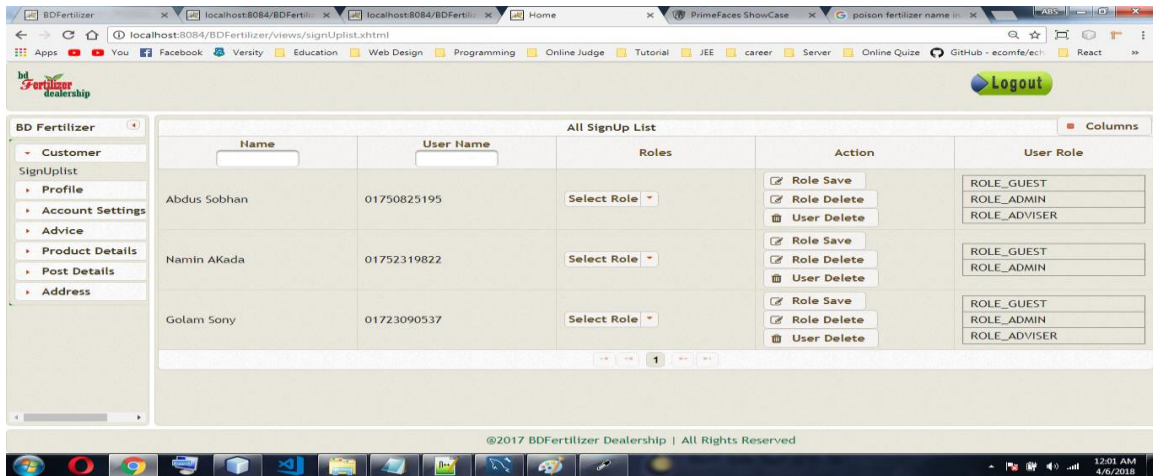 BDFertilizer
localhost:8084/BDFertiliz
localhost:8084/BDFertiliz
Home
PrimeFaces ShowCase
poison fertilizer name in
ABS
localhost:8084/BDFertilizer/views/signUplist.xhtml
Apps You Facebook Versity Education Web Design Programming Online Judge Tutorial JEE career Server Online Quize GitHub - ecomfe/ech React »
bd
Fertilizer
dealership
Logout
BD Fertilizer
Customer
SignUplist
Profile
Account Settings
Advice
Product Details
Post Details
Address
All SignUp List
Columns
Name User Name Roles Action User Role
Abdus Sobhan 01750825195 Select Role
Role Save
Role Delete
User Delete
ROLE_GUEST
ROLE_ADMIN
ROLE_ADVISER
Namin AKada 01752319822 Select Role
Role Save
Role Delete
User Delete
ROLE_GUEST
ROLE_ADMIN
Golam Sony 01723090537 Select Role
Role Save
Role Delete
User Delete
ROLE_GUEST
ROLE_ADMIN
ROLE_ADVISER
1
©2017 BDFertilizer Dealership | All Rights Reserved
12:01 AM
4/6/2018